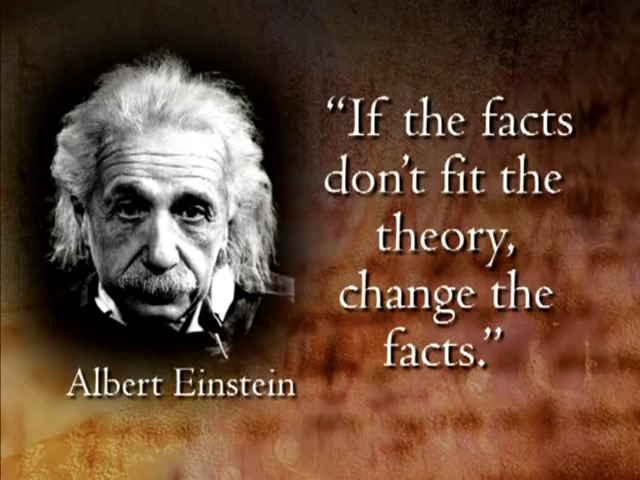 “If the facts
don’t fit the
theory,
change the
facts.”
Albert Einstein